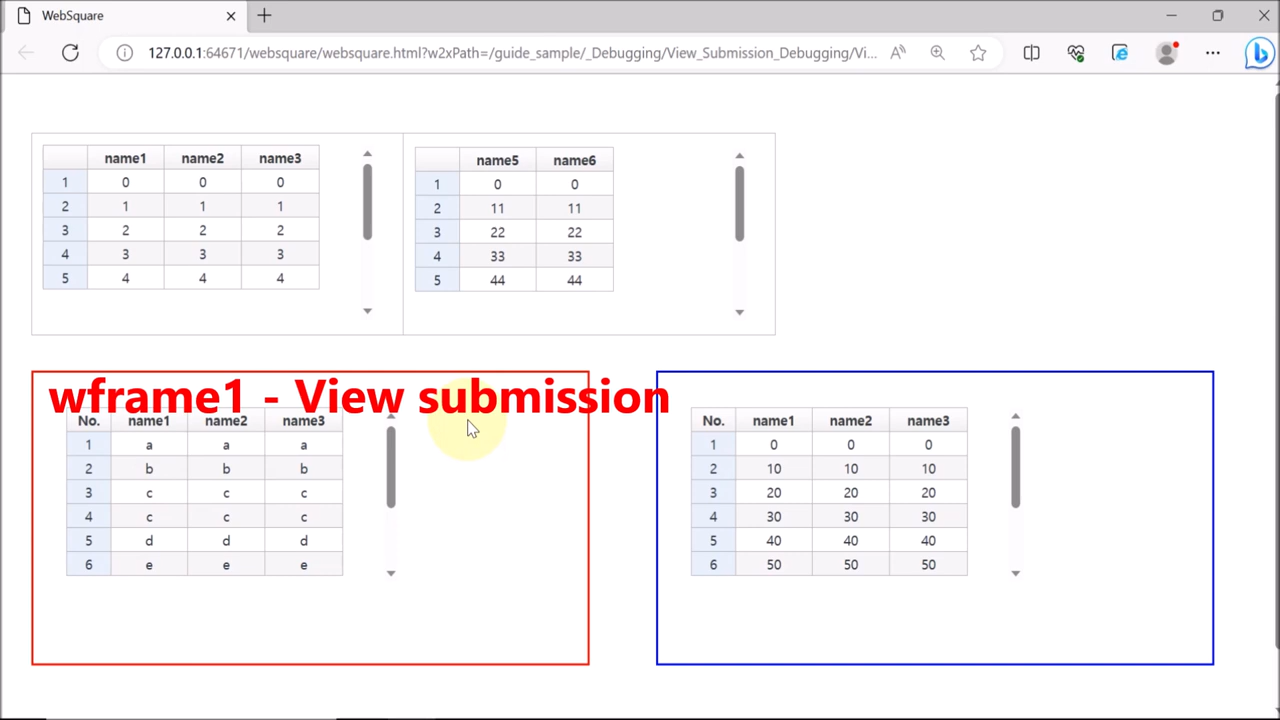 WebSquare
127.0.0.1:64671/websquare/websquare.html?w2xPath=/guide_sample/_Debugging/View_Submission_Debugging/Vi...
name1 name2 name3
1 0 0 0
2 1 1 1
3 2 2 2
4 3 3 3
5 4 4 4
name5 name6
1 0 0
2 11 11
3 22 22
4 33 33
5 44 44
wframe1 - View submission
No. name1 name2 name3
1 a a a
2 b b b
3 c c c
4 c c c
5 d d d
6 e e e
No. name1 name2 name3
1 0 0 0
2 10 10 10
3 20 20 20
4 30 30 30
5 40 40 40
6 50 50 50